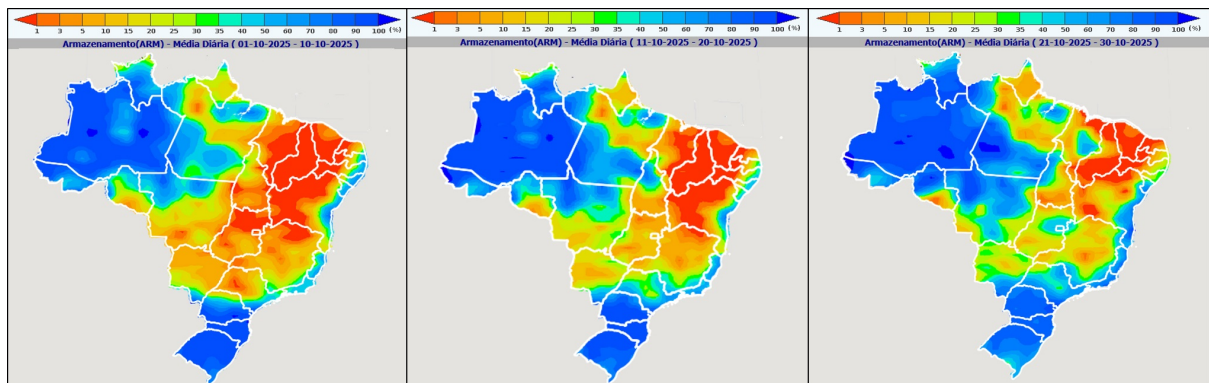 1 3 5 10 15 20 25 30 35 40 50 60 70 80 90 100 (%)
Armazenamento(ARM) - Média Diária ( 01-10-2025 - 10-10-2025 )
1 3 5 10 15 20 25 30 35 40 50 60 70 80 90 100 (%)
Armazenamento(ARM) - Média Diária ( 11-10-2025 - 20-10-2025 )
1 3 5 10 15 20 25 30 35 40 50 60 70 80 90 100 (%)
Armazenamento(ARM) - Média Diária ( 21-10-2025 - 30-10-2025 )